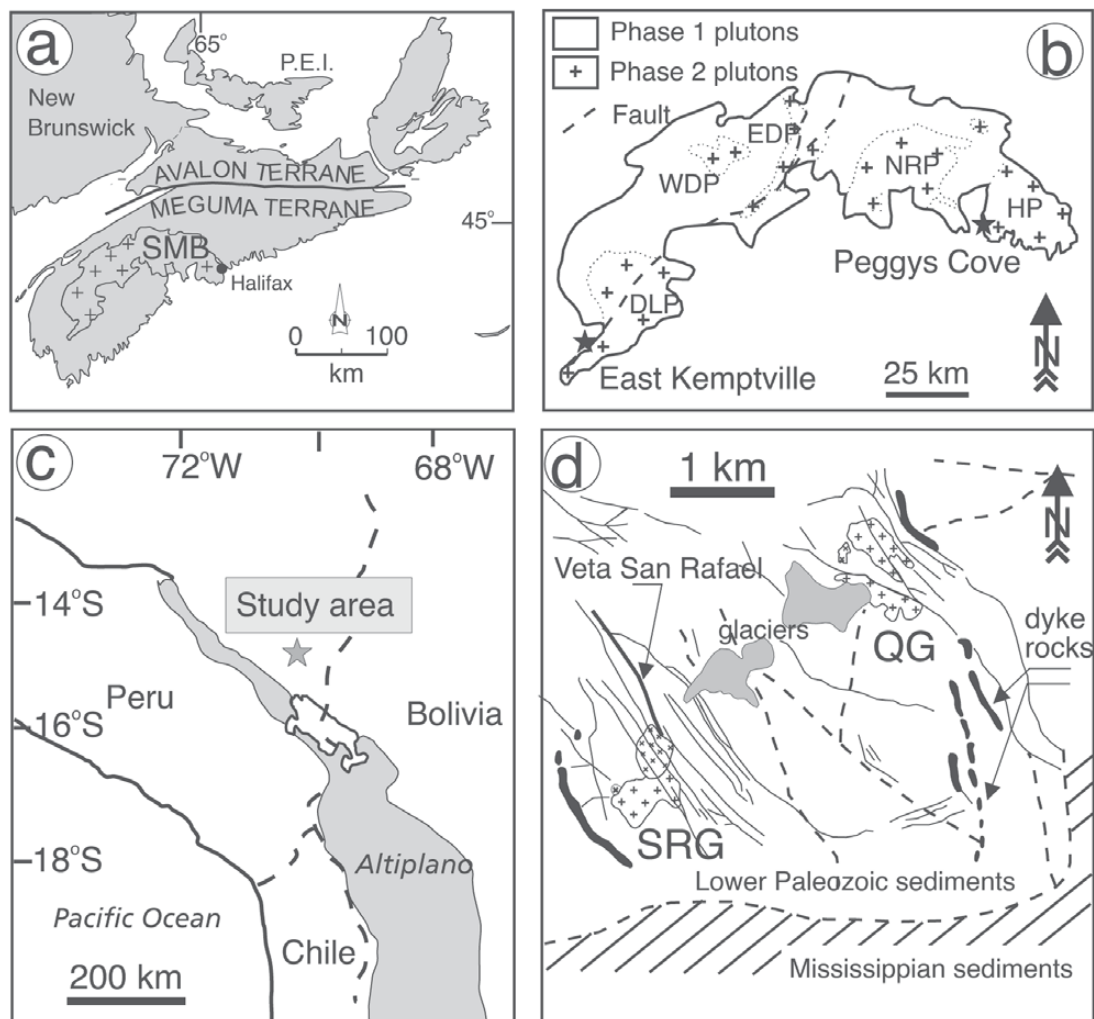 a
65°
P.E.I.
New
Brunswick
AVALON TERRANE
MEGUMA TERRANE
45°
SMB
Halifax
N
0 100
km
b
Phase 1 plutons
Phase 2 plutons
Fault
EDP
WDP
NRP
HP
Peggys Cove
DLP
East Kemptville
25 km
N
c
72°W
68°W
14°S
Study area
Peru
Bolivia
16°S
18°S
Altiplano
Pacific Ocean
Chile
200 km
d
1 km
N
Veta San Rafael
glaciers
QG
dyke
rocks
SRG
Lower Paleozoic sediments
Mississippian sediments